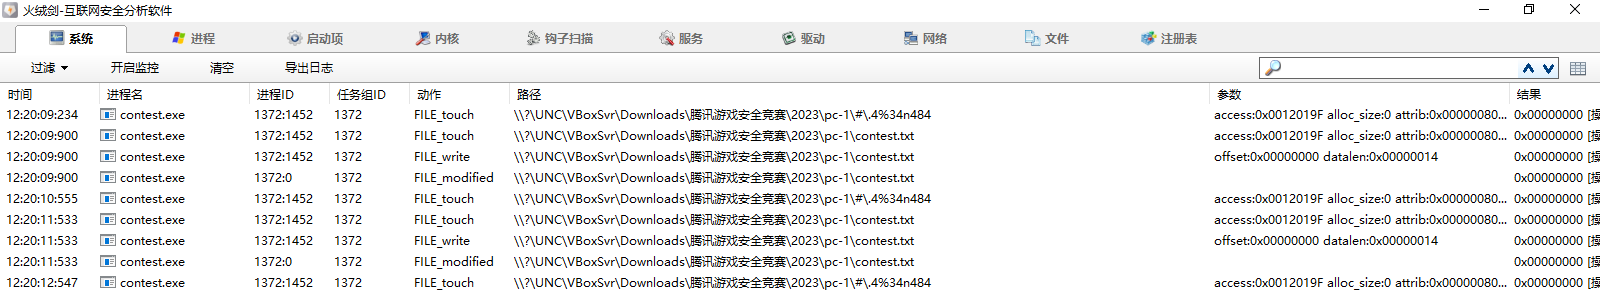 火绒剑-互联网安全分析软件
系统 进程 启动项 内核 钩子扫描 服务 驱动 网络 文件 注册表
过滤 开启监控 清空 导出日志
时间 进程名 进程ID 任务组ID 动作 路径 参数 结果
12:20:09:234 contest.exe 1372:1452 1372 FILE_touch \\?\UNC\VBoxSvr\Downloads\腾讯游戏安全竞赛\2023\pc-1\#\.4%34n484 access:0x0012019F alloc_size:0 attrib:0x00000080... 0x00000000 [操
12:20:09:900 contest.exe 1372:1452 1372 FILE_touch \\?\UNC\VBoxSvr\Downloads\腾讯游戏安全竞赛\2023\pc-1\contest.txt access:0x0012019F alloc_size:0 attrib:0x00000080... 0x00000000 [操
12:20:09:900 contest.exe 1372:1452 1372 FILE_write \\?\UNC\VBoxSvr\Downloads\腾讯游戏安全竞赛\2023\pc-1\contest.txt offset:0x00000000 datalen:0x00000014 0x00000000 [操
12:20:09:900 contest.exe 1372:0 1372 FILE_modified \\?\UNC\VBoxSvr\Downloads\腾讯游戏安全竞赛\2023\pc-1\contest.txt 0x00000000 [操
12:20:10:555 contest.exe 1372:1452 1372 FILE_touch \\?\UNC\VBoxSvr\Downloads\腾讯游戏安全竞赛\2023\pc-1\#\.4%34n484 access:0x0012019F alloc_size:0 attrib:0x00000080... 0x00000000 [操
12:20:11:533 contest.exe 1372:1452 1372 FILE_touch \\?\UNC\VBoxSvr\Downloads\腾讯游戏安全竞赛\2023\pc-1\contest.txt access:0x0012019F alloc_size:0 attrib:0x00000080... 0x00000000 [操
12:20:11:533 contest.exe 1372:1452 1372 FILE_write \\?\UNC\VBoxSvr\Downloads\腾讯游戏安全竞赛\2023\pc-1\contest.txt offset:0x00000000 datalen:0x00000014 0x00000000 [操
12:20:11:533 contest.exe 1372:0 1372 FILE_modified \\?\UNC\VBoxSvr\Downloads\腾讯游戏安全竞赛\2023\pc-1\contest.txt 0x00000000 [操
12:20:12:547 contest.exe 1372:1452 1372 FILE_touch \\?\UNC\VBoxSvr\Downloads\腾讯游戏安全竞赛\2023\pc-1\#\.4%34n484 access:0x0012019F alloc_size:0 attrib:0x00000080... 0x00000000 [操